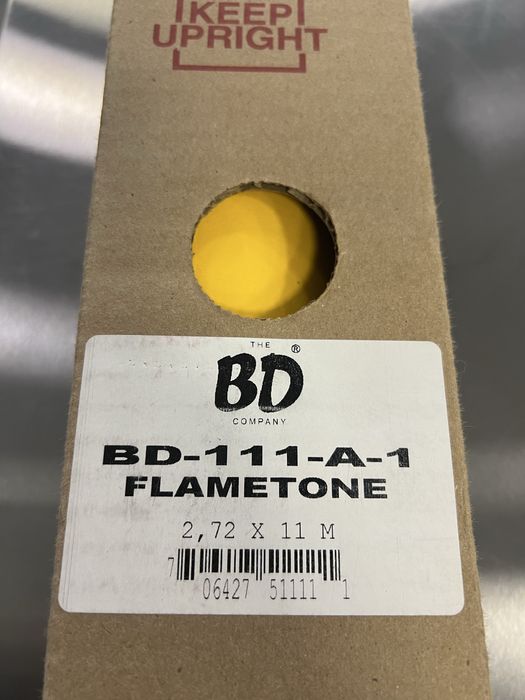 KEEP
UPRIGHT
THE
BD®
COMPANY
BD-111-A-1
FLAMETONE
2,72 X 11 M
7 06427 51111 1